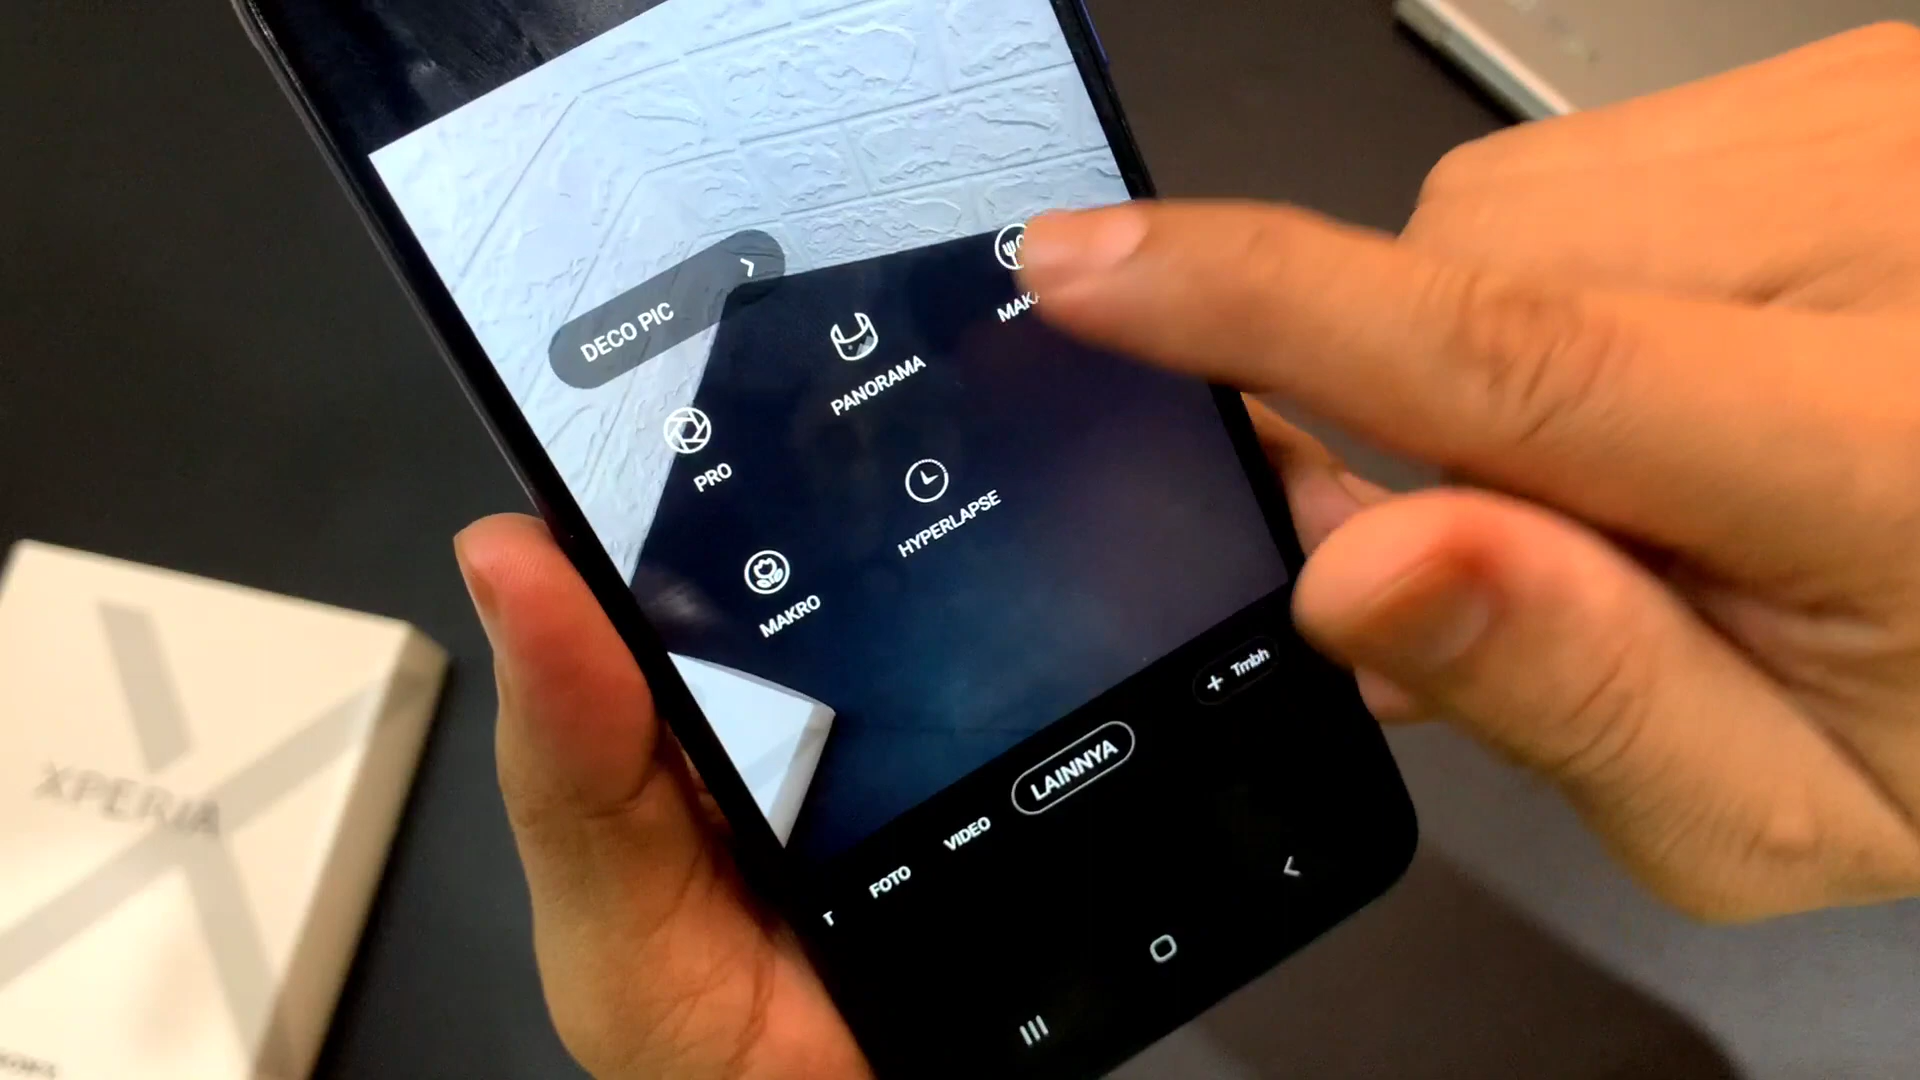 DECO PIC
PRO
PANORAMA
MAKRO
HYPERLAPSE
+ Tmbh
FOTO
VIDEO
LAINNYA
XPERIA